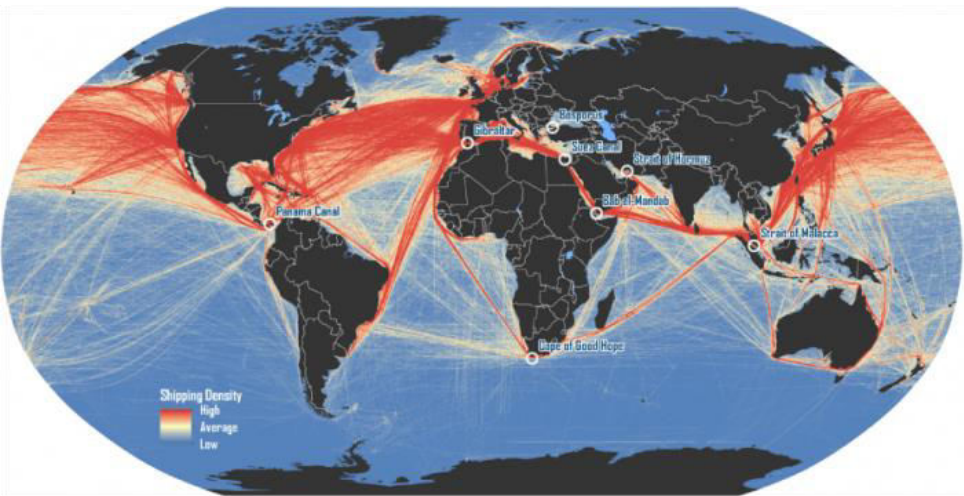 Bosporus
Gibraltar
Suez Canal
Strait of Hormuz
Bab el-Mandab
Panama Canal
Strait of Malacca
Cape of Good Hope
Shipping Density
High
Average
Low